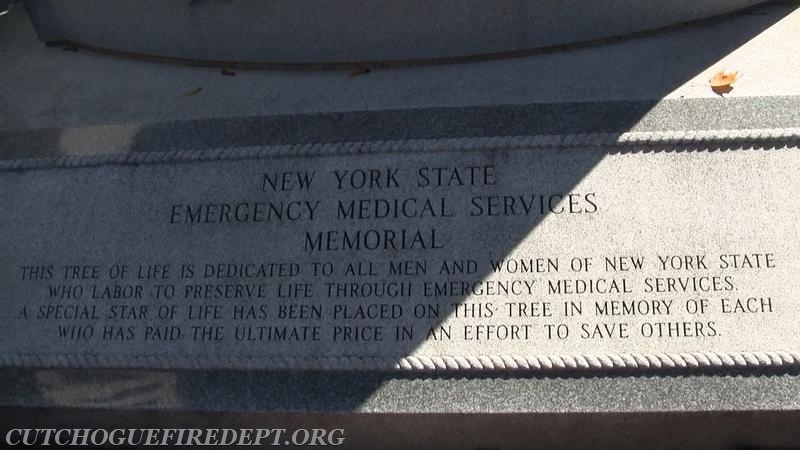 NEW YORK STATE
EMERGENCY MEDICAL SERVICES
MEMORIAL
THIS TREE OF LIFE IS DEDICATED TO ALL MEN AND WOMEN OF NEW YORK STATE
WHO LABOR TO PRESERVE LIFE THROUGH EMERGENCY MEDICAL SERVICES.
A SPECIAL STAR OF LIFE HAS BEEN PLACED ON THIS TREE IN MEMORY OF EACH
WHO HAS PAID THE ULTIMATE PRICE IN AN EFFORT TO SAVE OTHERS.
CUTCHOGUEFIREDEPT.ORG